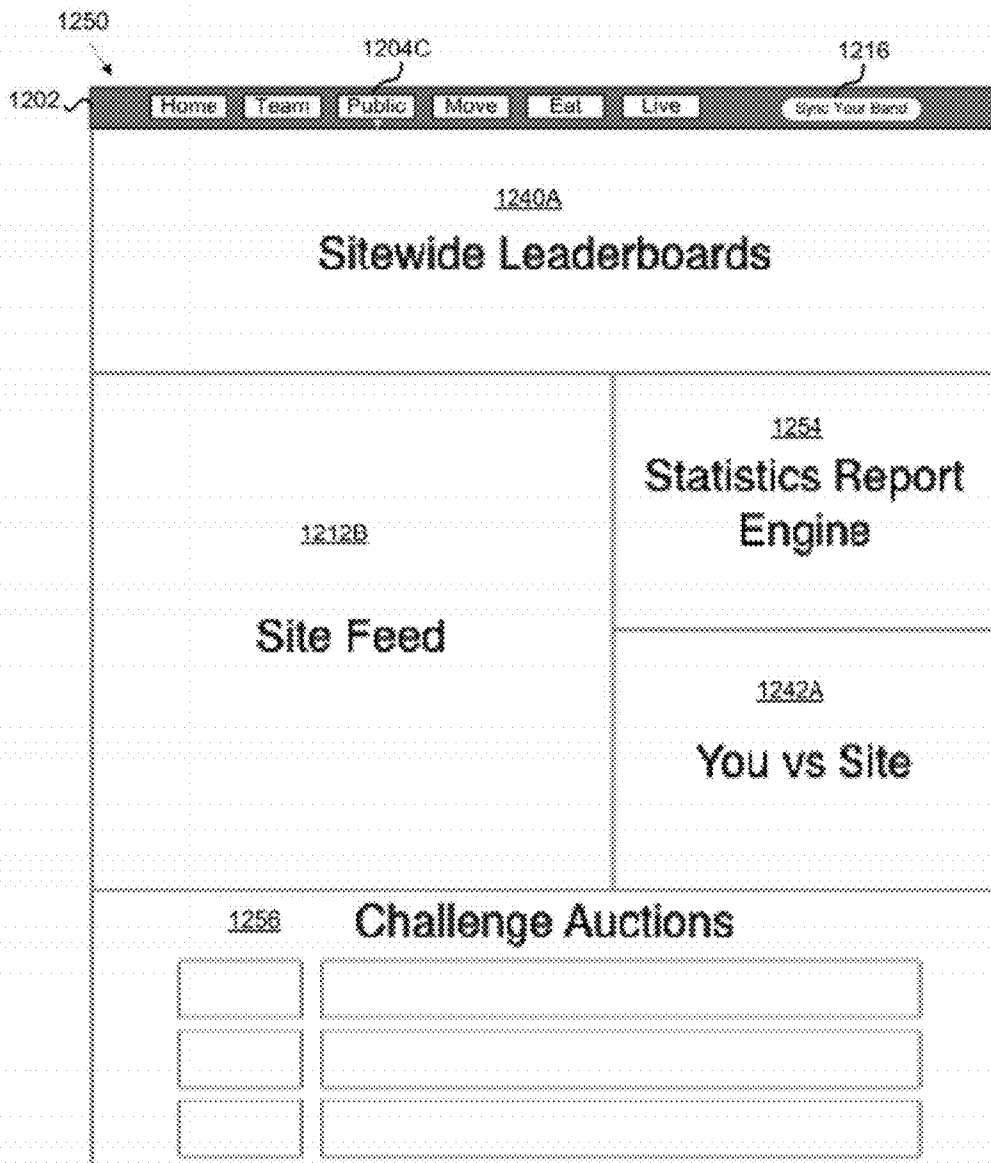 1250
1204C
1216
1202
Home Team Public Move Eat Live Sync Your Band
1240A
Sitewide Leaderboards
1254
Statistics Report
Engine
1212B
Site Feed
1242A
You vs Site
1256
Challenge Auctions